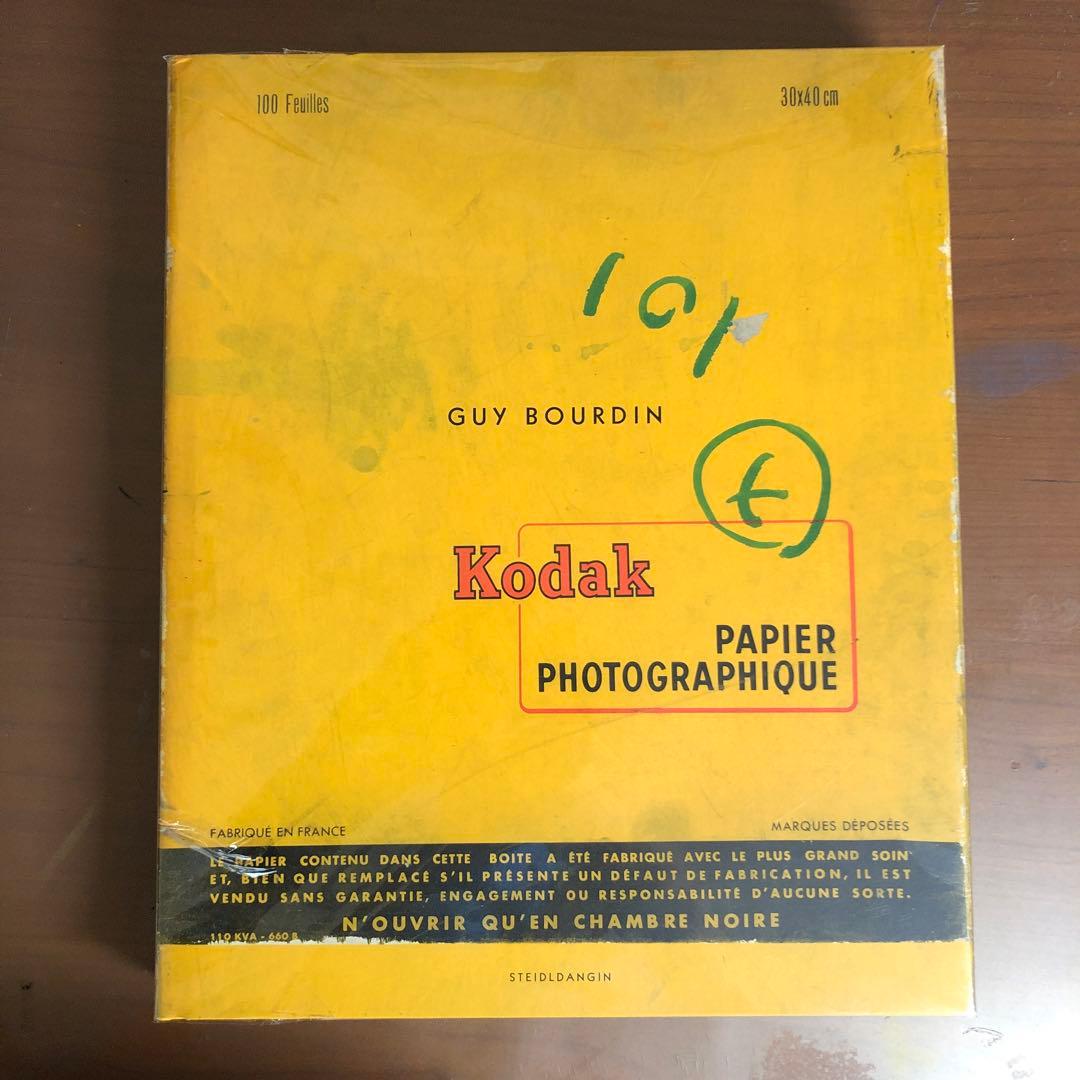 100 Feuilles
30x40 cm
101
GUY BOURDIN
Kodak
PAPIER
PHOTOGRAPHIQUE
FABRIQUÉ EN FRANCE
MARQUES DÉPOSÉES
LE PAPIER CONTENU DANS CETTE BOITE A ÉTÉ FABRIQUÉ AVEC LE PLUS GRAND SOIN
ET, BIEN QUE REMPLACÉ S'IL PRÉSENTE UN DÉFAUT DE FABRICATION, IL EST
VENDU SANS GARANTIE, ENGAGEMENT OU RESPONSABILITÉ D'AUCUNE SORTE.
N'OUVRIR QU'EN CHAMBRE NOIRE
110 KVA - 660 B
STEIDLDANGIN